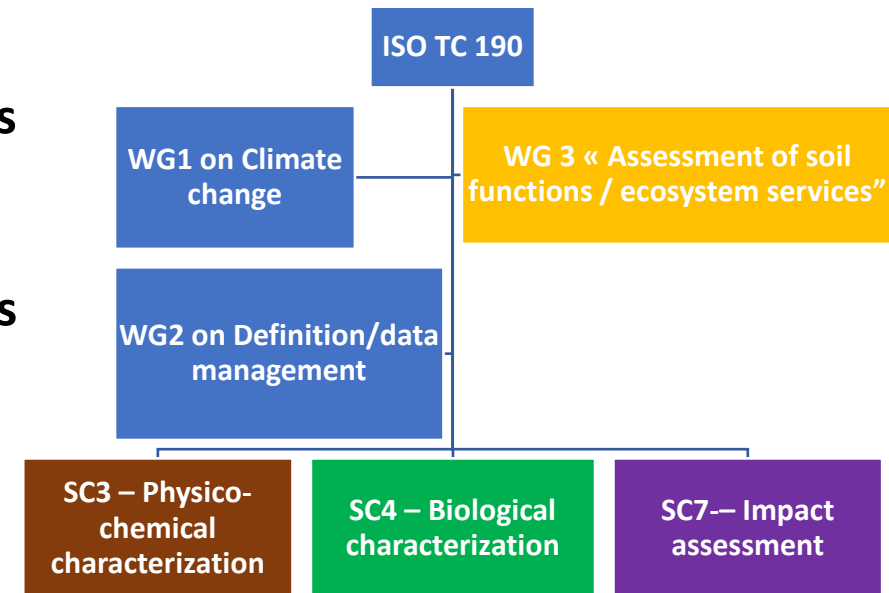 ISO TC 190
s
WG1 on Climate
change
WG 3 « Assessment of soil
functions / ecosystem services”
s
WG2 on Definition/data
management
SC3 – Physico-
chemical
characterization
SC4 – Biological
characterization
SC7-– Impact
assessment